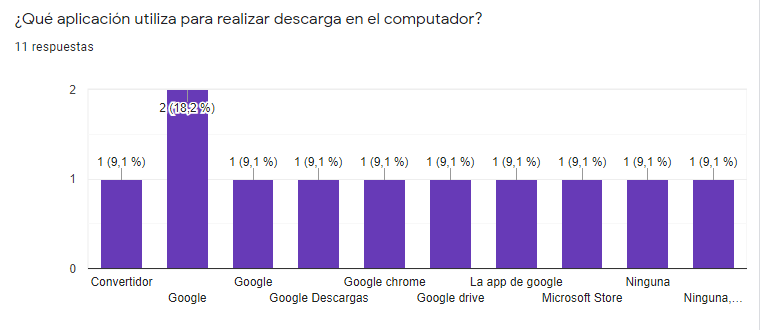 ¿Qué aplicación utiliza para realizar descarga en el computador?
11 respuestas
2
1
0
1 (9,1 %)
2 (18,2 %)
1 (9,1 %)
1 (9,1 %)
1 (9,1 %)
1 (9,1 %)
1 (9,1 %)
1 (9,1 %)
1 (9,1 %)
1 (9,1 %)
Convertidor
Google
Google
Google Descargas
Google chrome
Google drive
La app de google
Microsoft Store
Ninguna
Ninguna,…